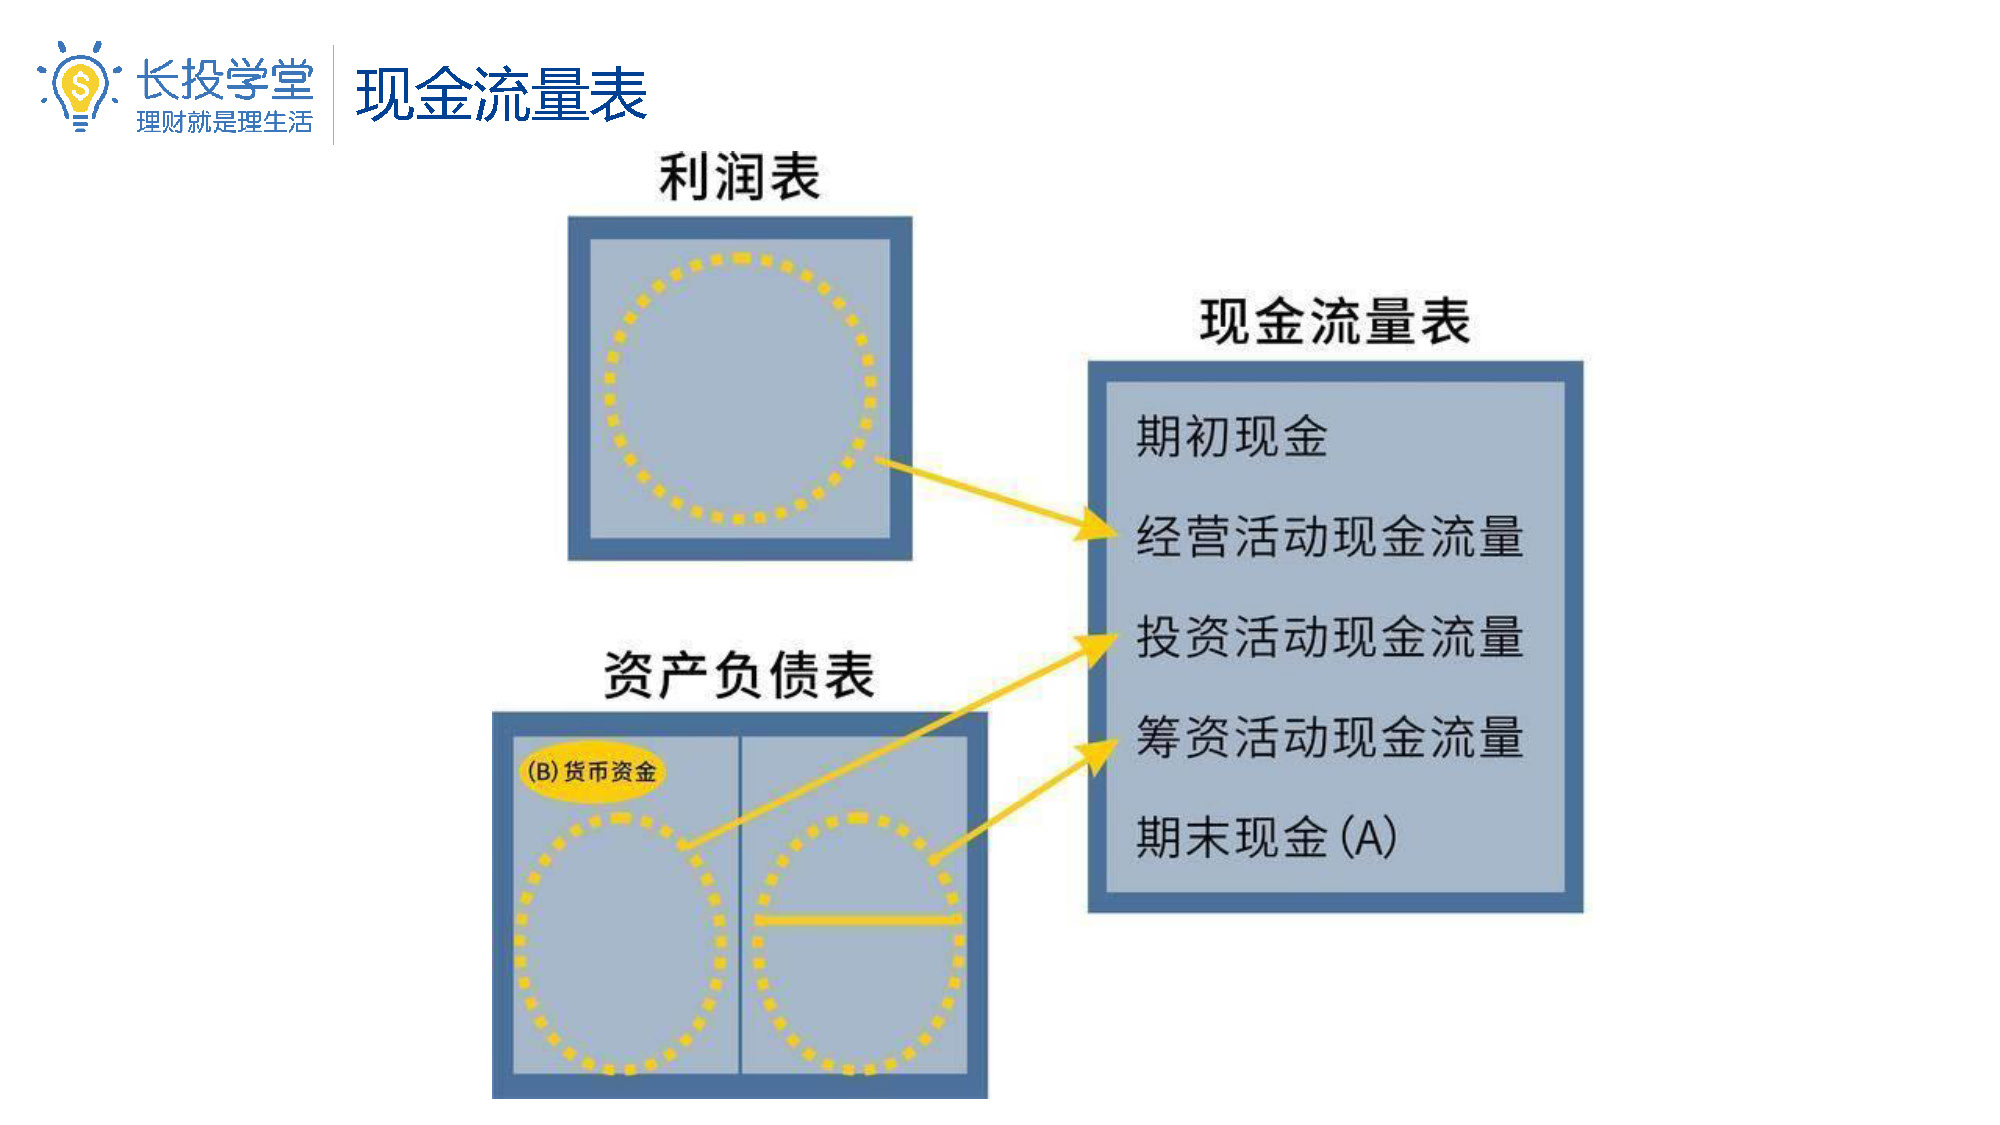 长投学堂
理财就是理生活
现金流量表
利润表
现金流量表
期初现金
经营活动现金流量
投资活动现金流量
筹资活动现金流量
期末现金(A)
资产负债表
(B)货币资金